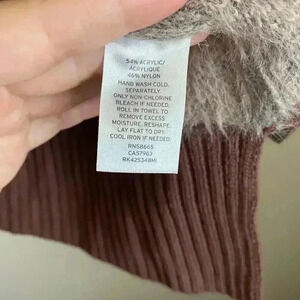 54% ACRYLIC/
ACRYLIQUE
46% NYLON
HAND WASH COLD.
SEPARATELY.
ONLY NON-CHLORINE
BLEACH IF NEEDED.
ROLL IN TOWEL TO
REMOVE EXCESS
MOISTURE. RESHAPE.
LAY FLAT TO DRY.
COOL IRON IF NEEDED.
RN58665
CA57907
RK425348MI